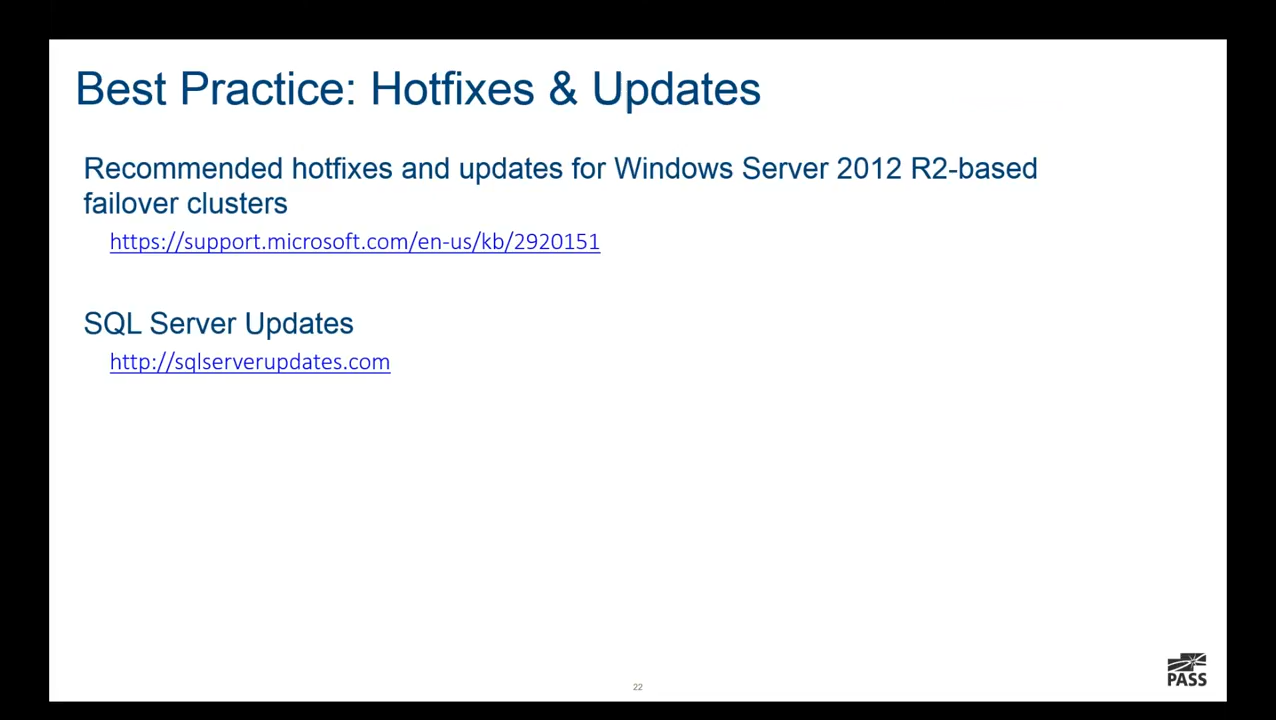 Best Practice: Hotfixes & Updates
Recommended hotfixes and updates for Windows Server 2012 R2-based
failover clusters
https://support.microsoft.com/en-us/kb/2920151
SQL Server Updates
http://sqlserverupdates.com
22
PASS